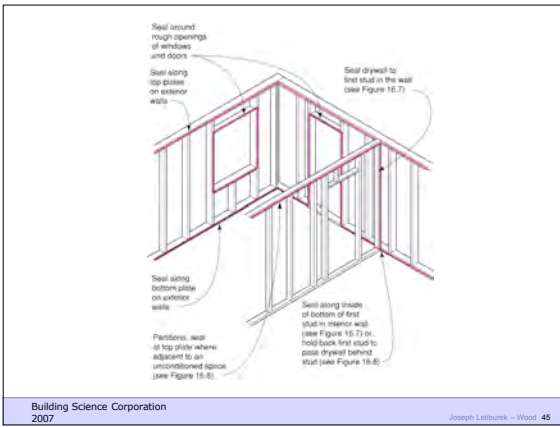 Seal around
rough openings
of windows
and doors
Seal along
top plates
on exterior
walls
Seal drywall to
first stud in the wall
(see Figure 16.7)
Seal along
bottom plate
on exterior
walls
Partitions, seal
at top plate where
adjacent to an
unconditioned space
(see Figure 16.8)
Seal along inside
of bottom of first
stud in interior wall
(see Figure 16.7) or,
hold back first stud to
pass drywall behind
stud (see Figure 16.6)
Building Science Corporation
2007
Joseph Lstiburek – Wood 45